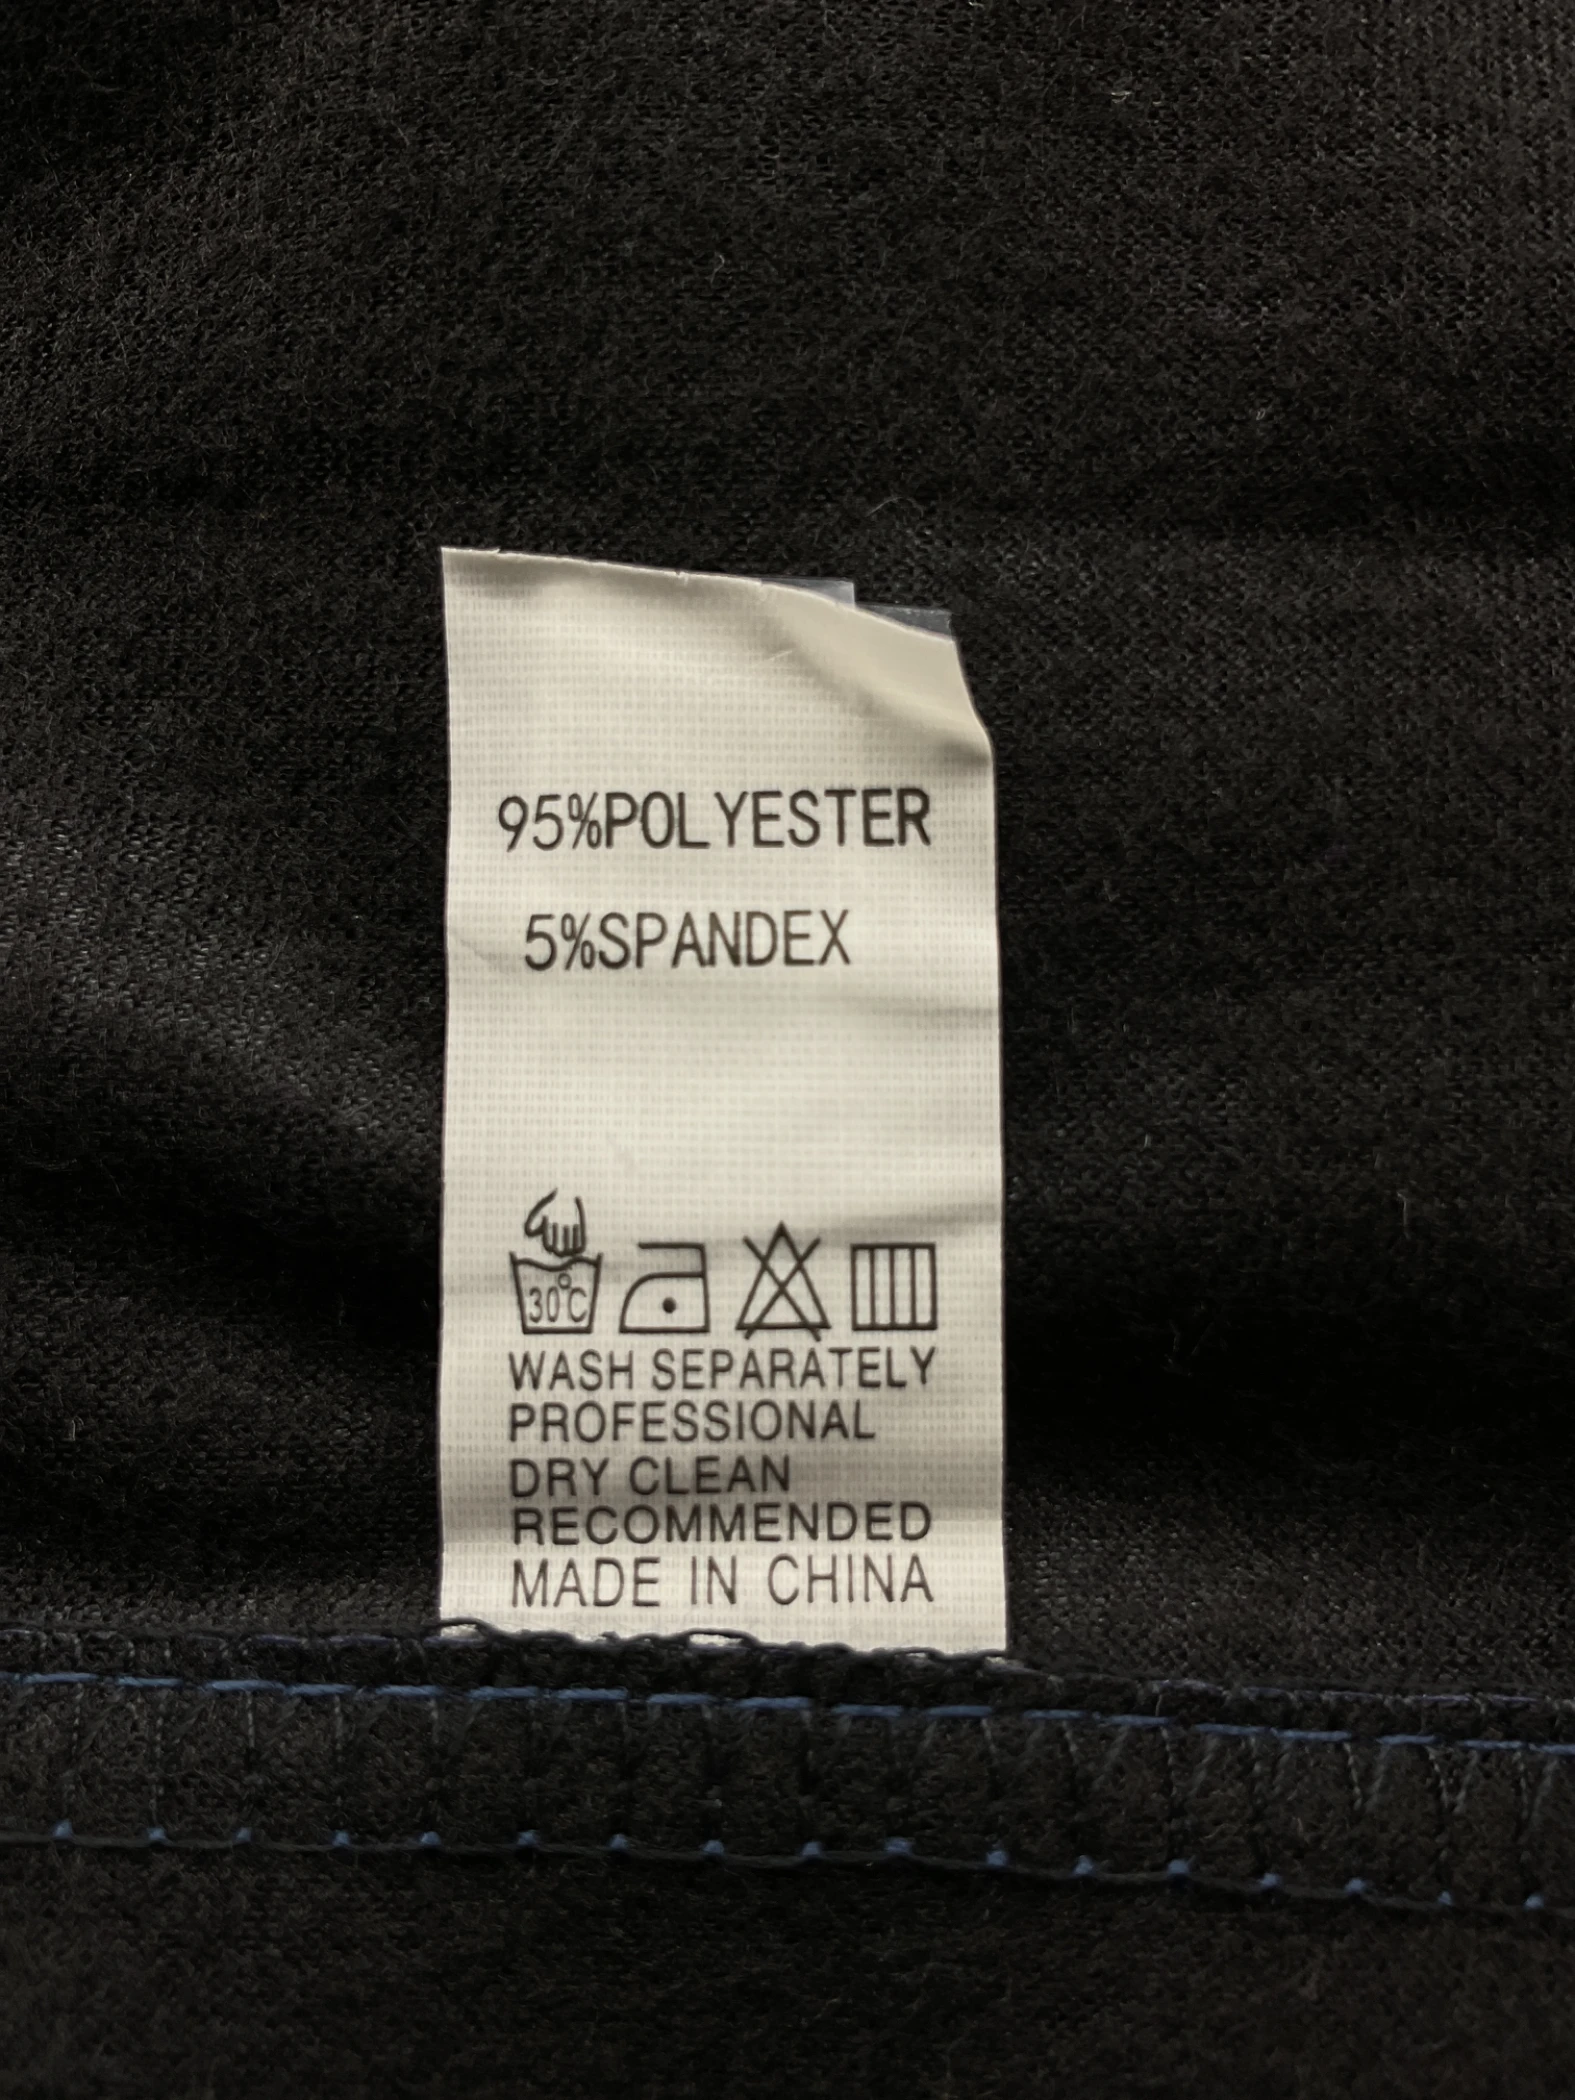 95%POLYESTER
5%SPANDEX
30°C
WASH SEPARATELY
PROFESSIONAL
DRY CLEAN
RECOMMENDED
MADE IN CHINA